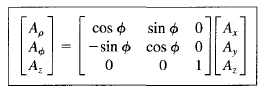 [ A_ρ ]   [ cos ϕ sin ϕ 0 ] [ A_x ]
[ A_ϕ ] = [ −sin ϕ cos ϕ 0 ] [ A_y ]
[ A_z ]   [ 0 0 1 ] [ A_z ]